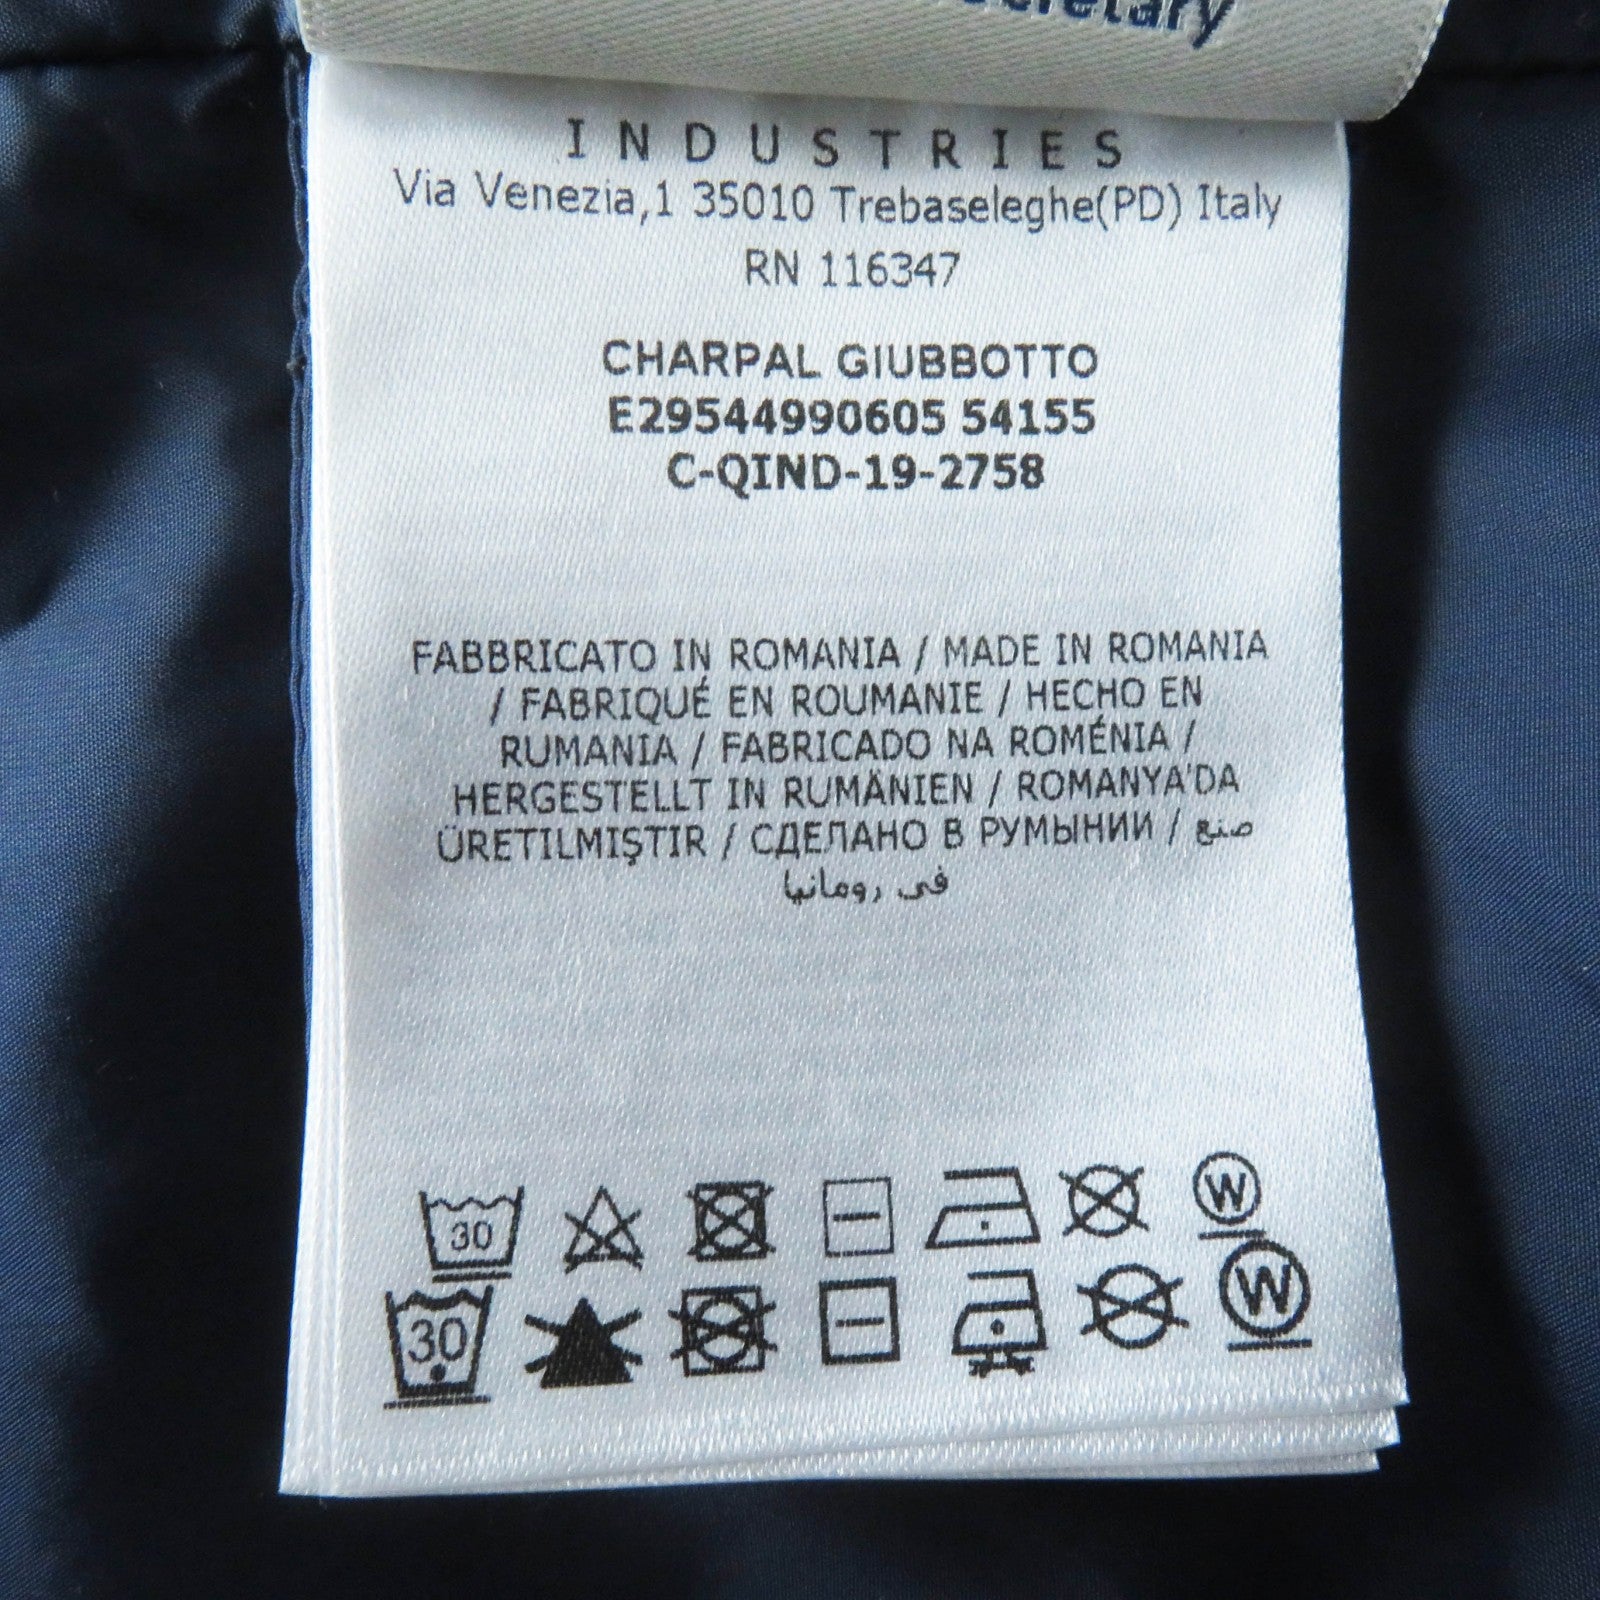 INDUSTRIES
Via Venezia,1 35010 Trebaseleghe(PD) Italy
RN 116347
CHARPAL GIUBBOTTO
E29544990605 54155
C-QIND-19-2758
FABBRICATO IN ROMANIA / MADE IN ROMANIA
/ FABRIQUÉ EN ROUMANIE / HECHO EN
RUMANIA / FABRICADO NA ROMÉNIA /
HERGESTELLT IN RUMÄNIEN / ROMANYA'DA
ÜRETILMIŞTIR / СДЕЛАНО В РУМЫНИИ / صنع
في رومانيا
30 W
30 W